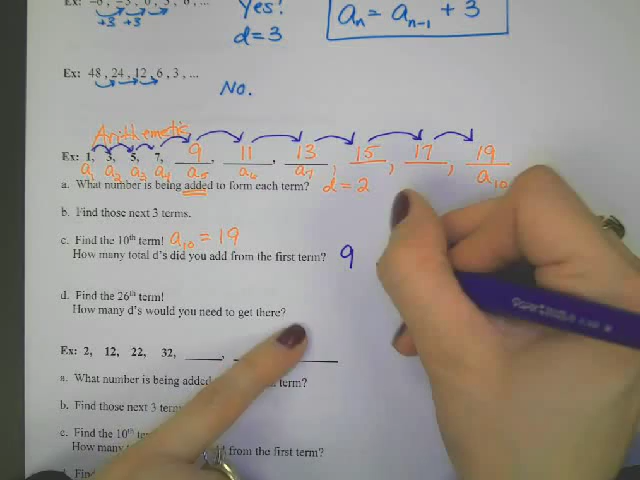 Ex: -6, -3, 0, 3, 6, ...
+3 +3
Yes!
d = 3
aₙ = aₙ₋₁ + 3
Ex: 48, 24, 12, 6, 3, ...
No.
Arithmetic
Ex: 1, 3, 5, 7, 9, 11, 13, 15, 17, 19
a₁ a₂ a₃ a₄ a₅ a₆ a₇ a₁₀
a. What number is being added to form each term? d = 2
b. Find those next 3 terms.
c. Find the 10th term! a₁₀ = 19
How many total d's did you add from the first term? 9
d. Find the 26th term!
How many d's would you need to get there?
Ex: 2, 12, 22, 32, ____, ____
a. What number is being added term?
b. Find those next 3
c. Find the 10th
How many from the first term?
d. Find